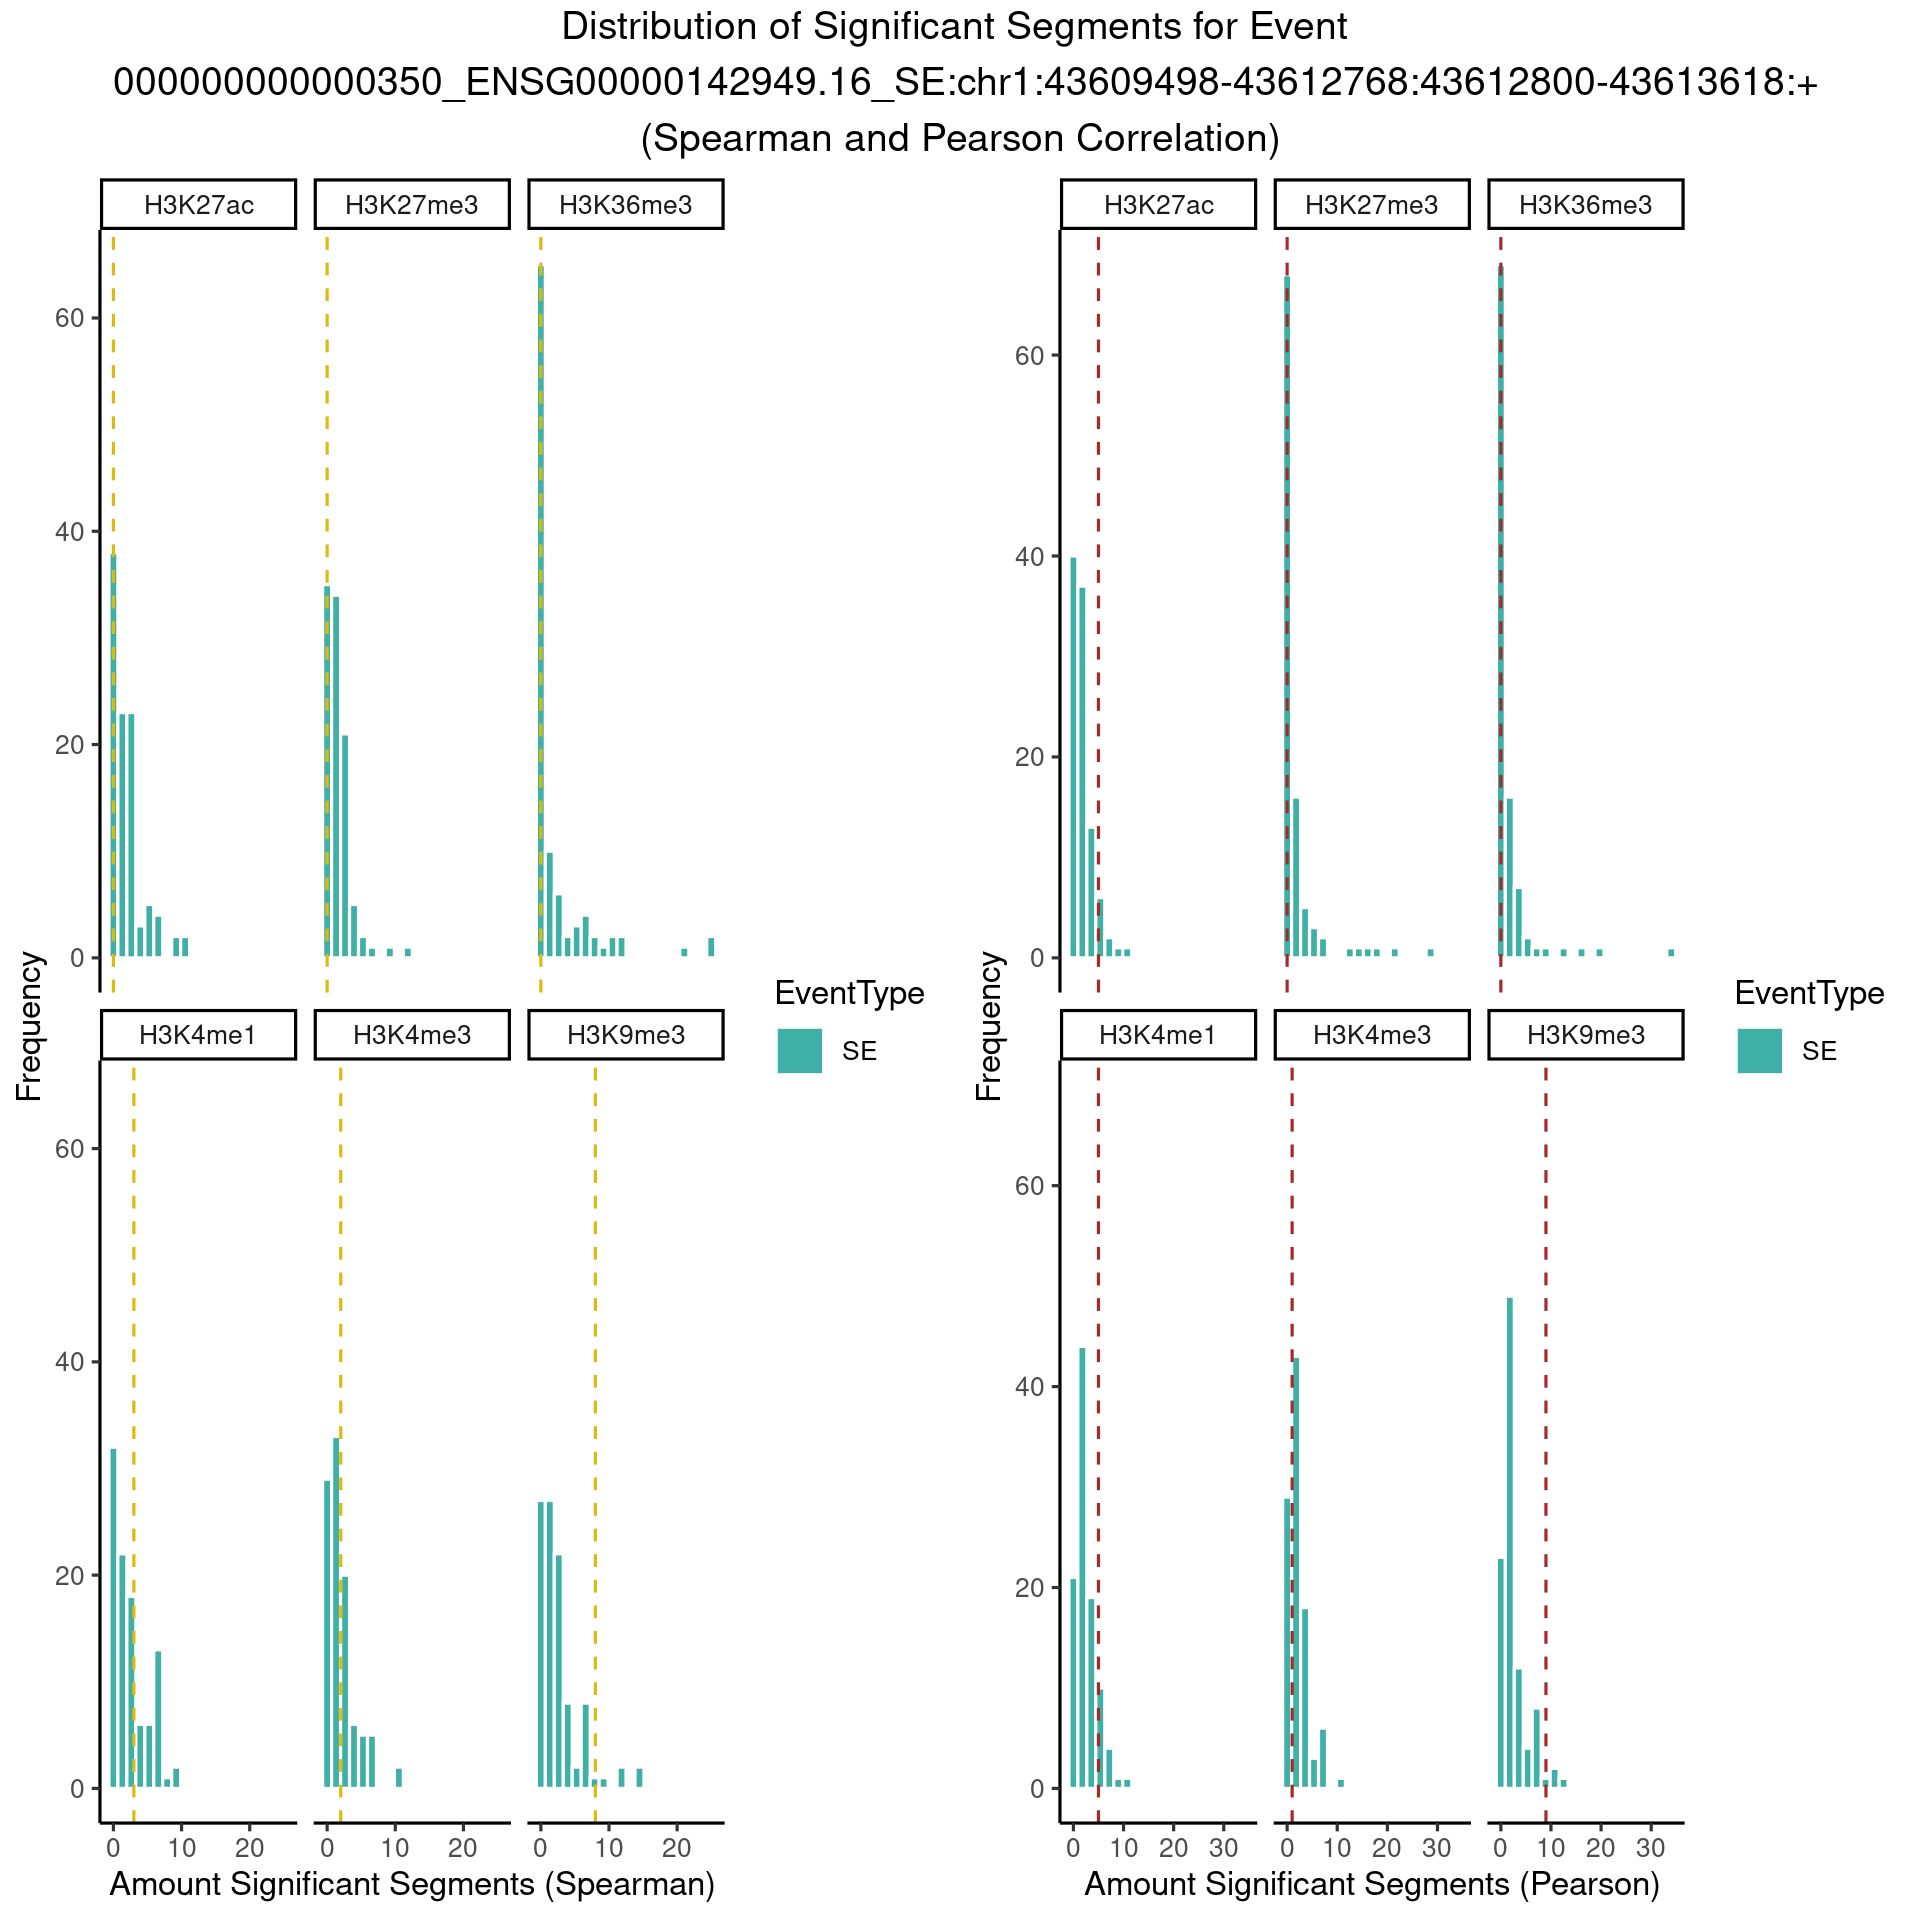 Distribution of Significant Segments for Event
000000000000350_ENSG00000142949.16_SE:chr1:43609498-43612768:43612800-43613618:+
(Spearman and Pearson Correlation)
H3K27ac H3K27me3 H3K36me3
60
40
20
0
H3K4me1 H3K4me3 H3K9me3
60
40
20
0
0 10 20 0 10 20 0 10 20
Amount Significant Segments (Spearman)
Frequency
EventType
SE
H3K27ac H3K27me3 H3K36me3
60
40
20
0
H3K4me1 H3K4me3 H3K9me3
60
40
20
0
0 10 20 30 0 10 20 30 0 10 20 30
Amount Significant Segments (Pearson)
Frequency
EventType
SE